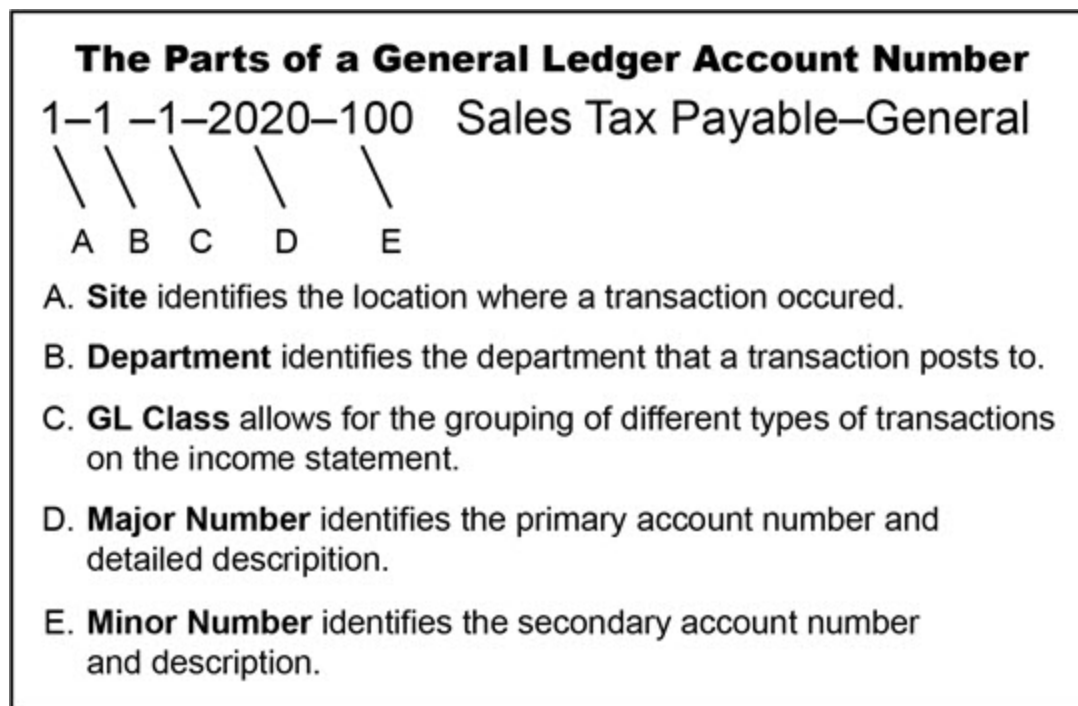 The Parts of a General Ledger Account Number
1–1 –1–2020–100 Sales Tax Payable–General
A B C D E
A. Site identifies the location where a transaction occured.
B. Department identifies the department that a transaction posts to.
C. GL Class allows for the grouping of different types of transactions
on the income statement.
D. Major Number identifies the primary account number and
detailed descripition.
E. Minor Number identifies the secondary account number
and description.